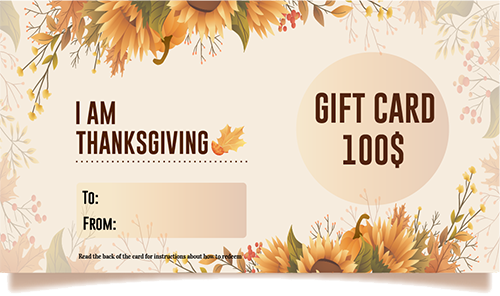 I AM
THANKSGIVING
GIFT CARD
100$
To:
From:
Read the back of the card for instructions about how to redeem